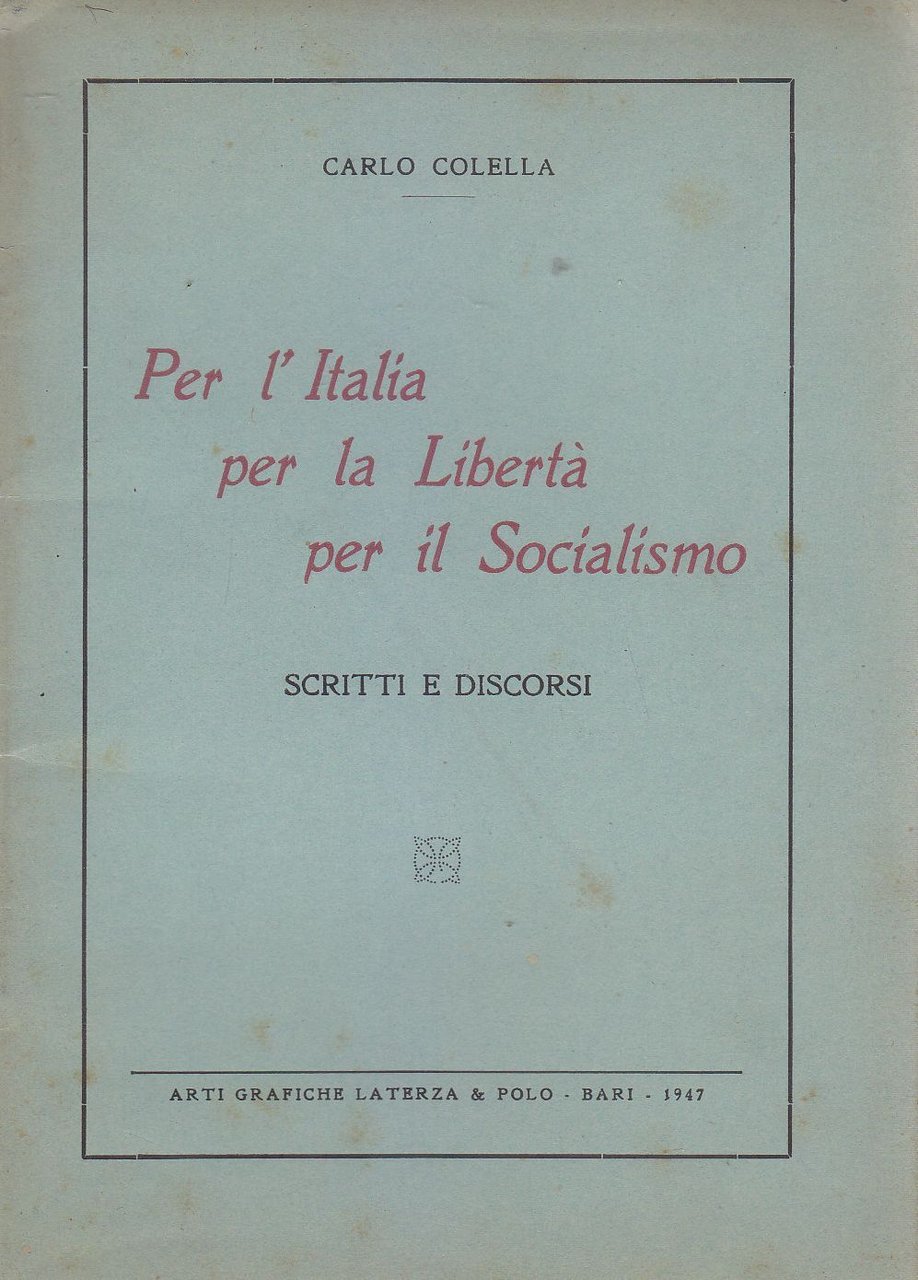 CARLO COLELLA
Per l'Italia
per la Libertà
per il Socialismo
SCRITTI E DISCORSI
ARTI GRAFICHE LATERZA & POLO - BARI - 1947